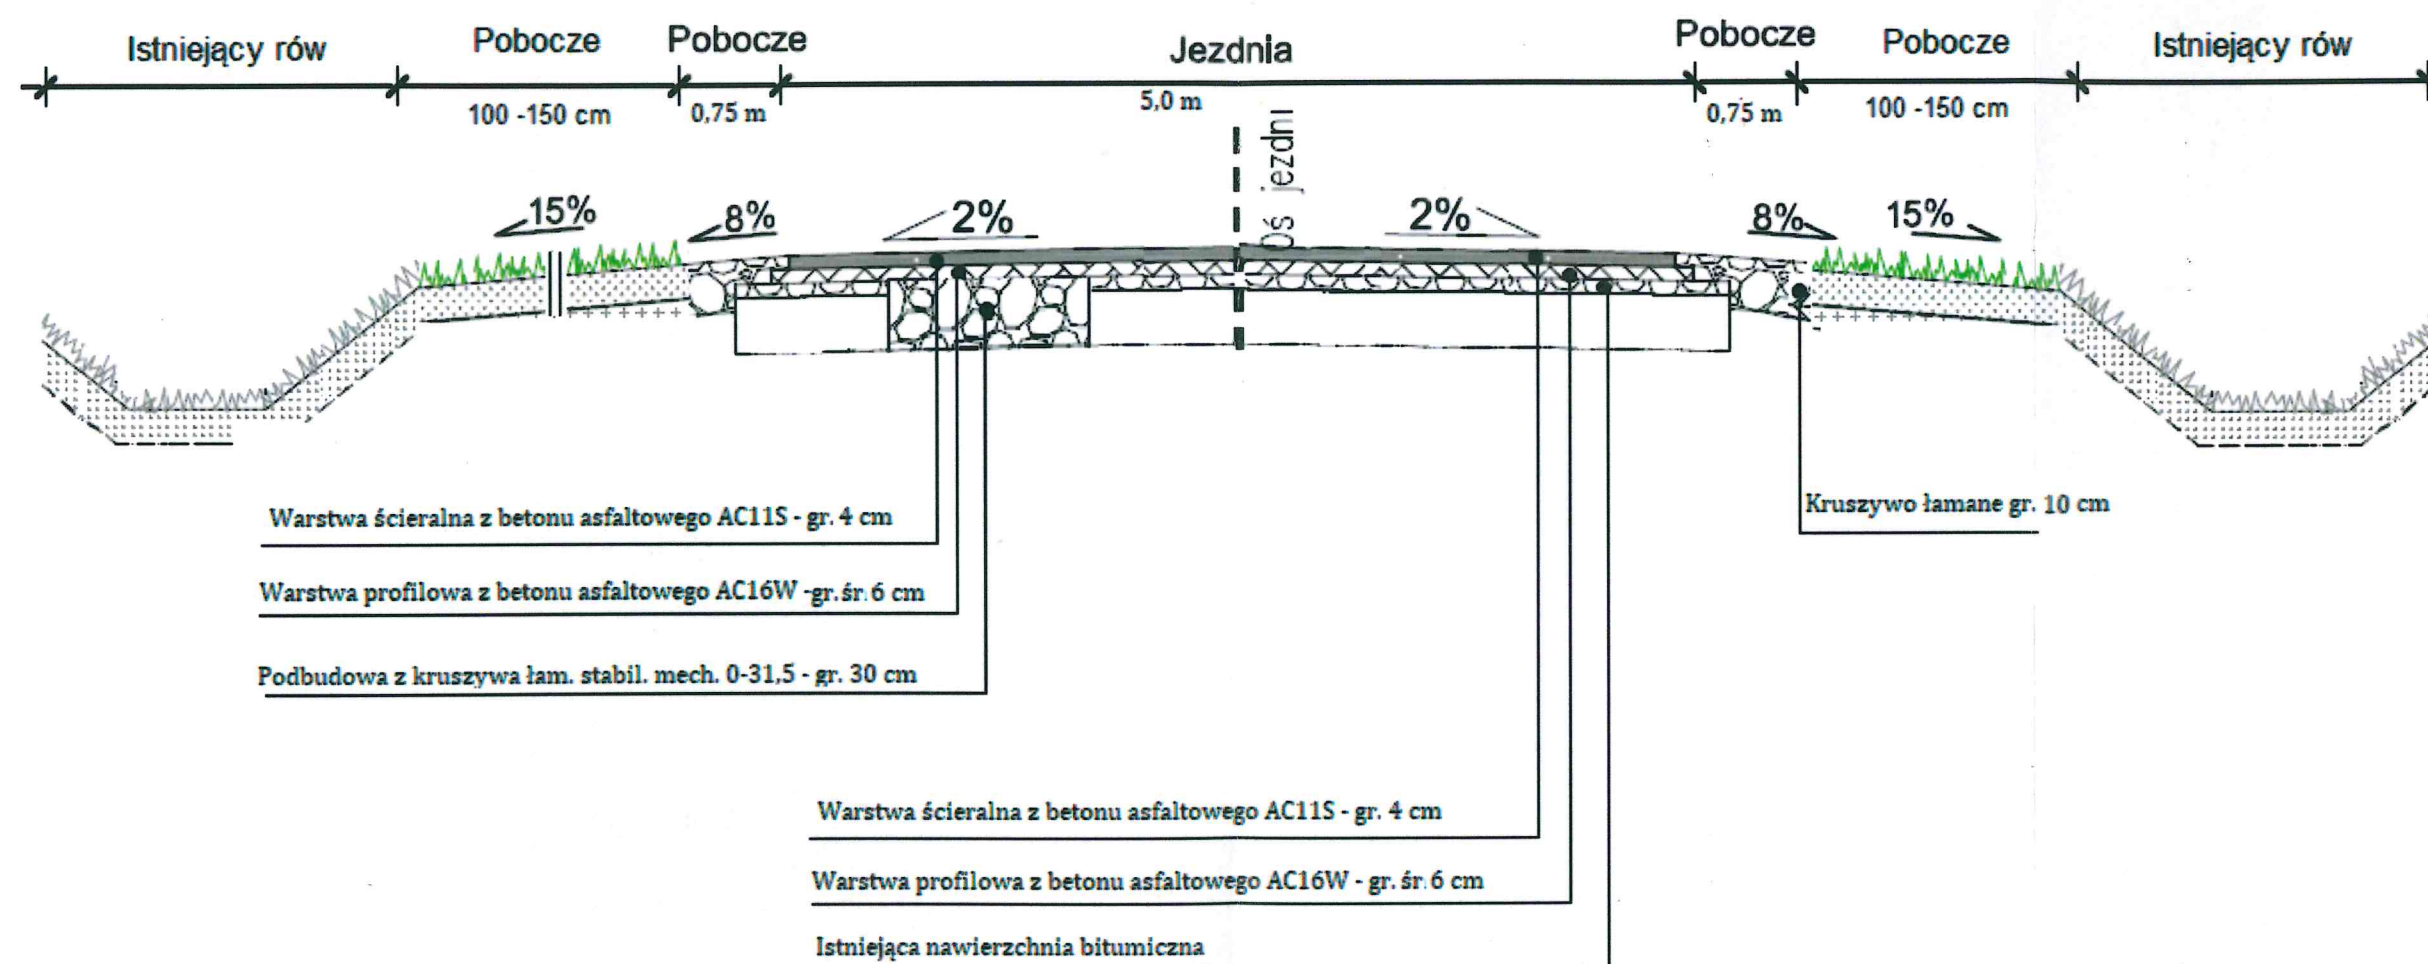 Istniejący rów
Pobocze
Pobocze
Jezdnia
Pobocze
Pobocze
Istniejący rów
100 -150 cm
0,75 m
5,0 m
0,75 m
100 -150 cm
Oś jezdni
15%
8%
2%
2%
8%
15%
Warstwa ścieralna z betonu asfaltowego AC11S - gr. 4 cm
Kruszywo łamane gr. 10 cm
Warstwa profilowa z betonu asfaltowego AC16W -gr. śr. 6 cm
Podbudowa z kruszywa łam. stabil. mech. 0-31,5 - gr. 30 cm
Warstwa ścieralna z betonu asfaltowego AC11S - gr. 4 cm
Warstwa profilowa z betonu asfaltowego AC16W - gr. śr. 6 cm
Istniejąca nawierzchnia bitumiczna